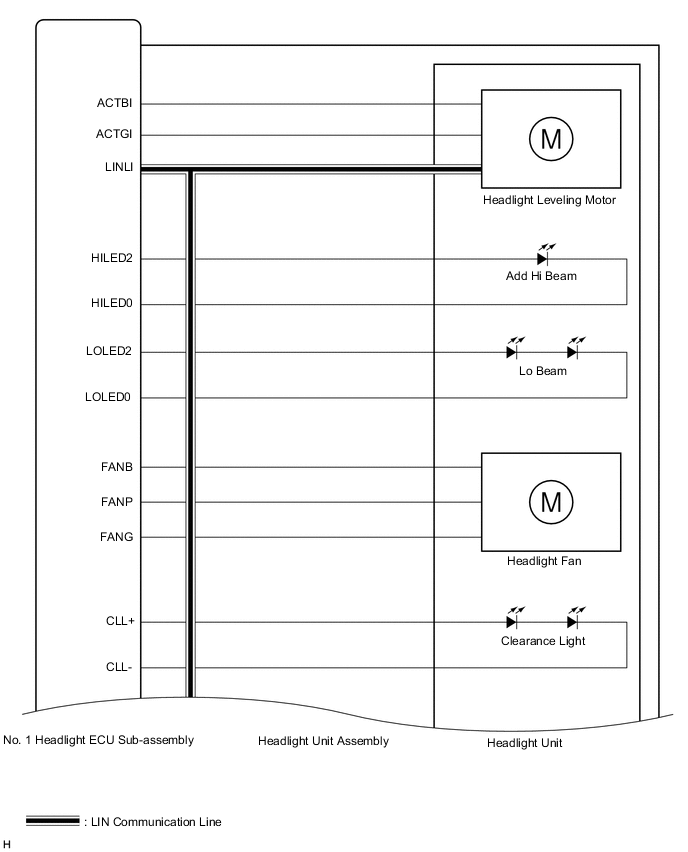 ACTBI
ACTGI
M
LINLI
Headlight Leveling Motor
HILED2
Add Hi Beam
HILED0
LOLED2
Lo Beam
LOLED0
FANB
FANP
M
FANG
Headlight Fan
CLL+
Clearance Light
CLL-
No. 1 Headlight ECU Sub-assembly
Headlight Unit Assembly
Headlight Unit
: LIN Communication Line
H